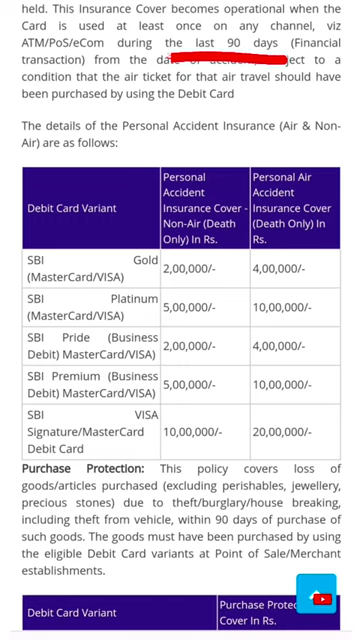 held. This Insurance Cover becomes operational when the
Card is used at least once on any channel, viz
ATM/PoS/eCom during the last 90 days (Financial
transaction) from the date of
to a
condition that the air ticket for that air travel should have
been purchased by using the Debit Card
The details of the Personal Accident Insurance (Air & Non-
Air) are as follows:
Debit Card Variant
Personal
Accident
Insurance Cover -
Non-Air (Death
Only) In Rs.
Personal Air
Accident
Insurance Cover
(Death Only) In
Rs.
SBI Gold
(MasterCard/VISA)
2,00,000/-
4,00,000/-
SBI Platinum
(MasterCard/VISA)
5,00,000/-
10,00,000/-
SBI Pride (Business
Debit) MasterCard/VISA)
2,00,000/-
4,00,000/-
SBI Premium (Business
Debit) MasterCard/VISA)
5,00,000/-
10,00,000/-
SBI VISA
Signature/MasterCard
Debit Card
10,00,000/-
20,00,000/-
Purchase Protection: This policy covers loss of
goods/articles purchased (excluding perishables, jewellery,
precious stones) due to theft/burglary/house breaking,
including theft from vehicle, within 90 days of purchase of
such goods. The goods must have been purchased by using
the eligible Debit Card variants at Point of Sale/Merchant
establishments.
Debit Card Variant
Purchase
Cover In Rs.